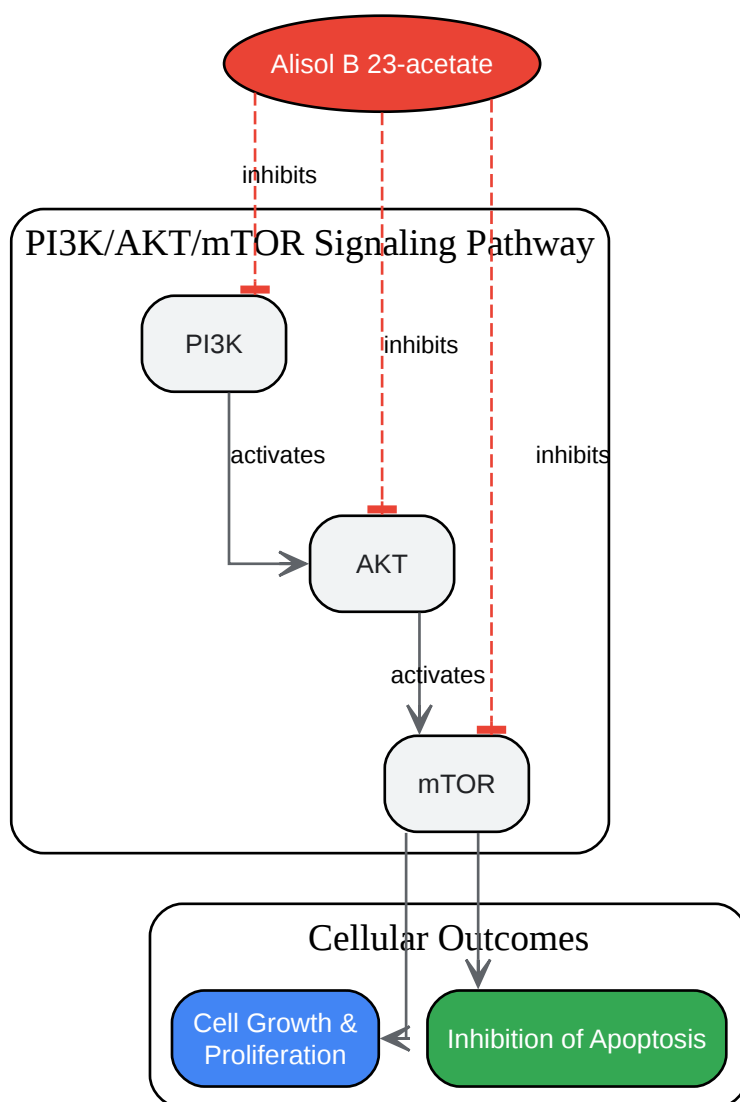 Alisol B 23-acetate
inhibits
PI3K/AKT/mTOR Signaling Pathway
PI3K
inhibits
activates
inhibits
AKT
activates
mTOR
Cellular Outcomes
Cell Growth &
Proliferation
Inhibition of Apoptosis